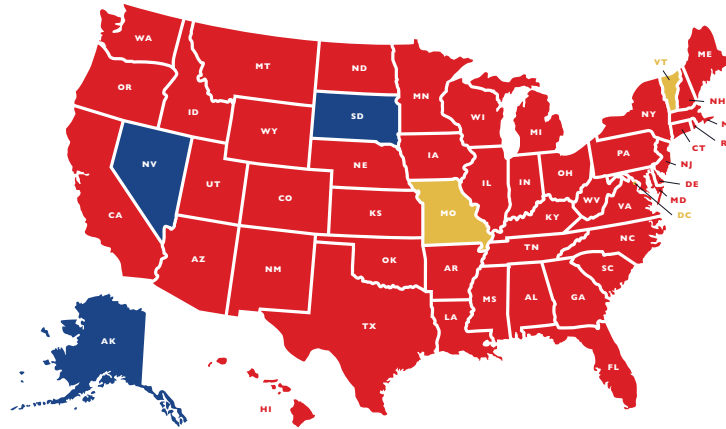 WA
ME
VT
MT
ND
OR
MN
NH
ID
SD
WI
NY
M
WY
MI
R
CT
IA
PA
NV
NE
NJ
OH
UT
IL
IN
DE
CO
WV
MD
VA
MO
KY
DC
CA
KS
NC
TN
AZ
OK
NM
AR
SC
MS
AL
GA
LA
TX
AK
FL
HI